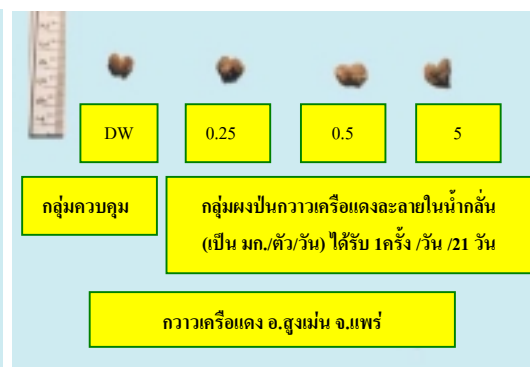 DW
0.25
0.5
5
กลุ่มควบคุม
กลุ่มผงป่นกวาวเครือแดงละลายในน้ำกลั่น
(เป็น มก./ตัว/วัน) ได้รับ 1ครั้ง /วัน /21 วัน
กวาวเครือแดง อ.สูงเม่น จ.แพร่